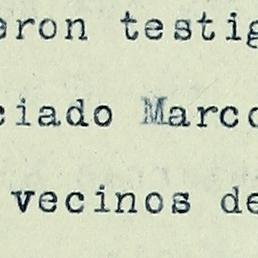 eron testig
ciado Marco
vecinos de